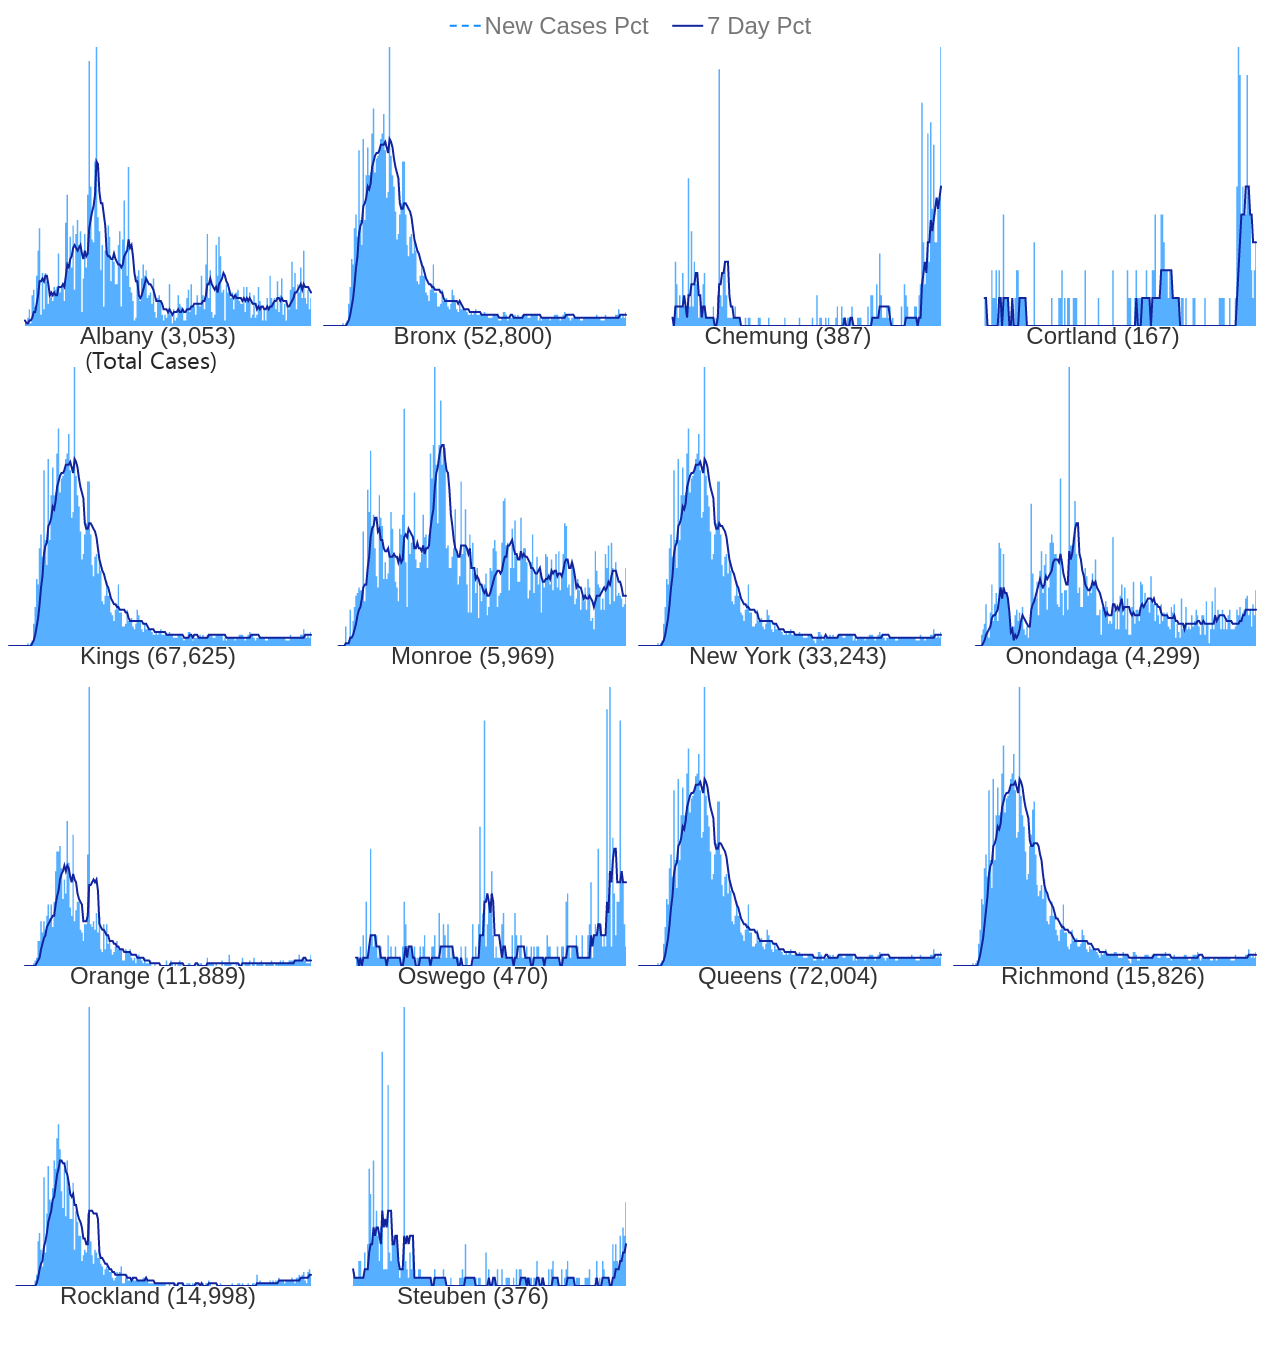 New Cases Pct 7 Day Pct
Albany (3,053) Bronx (52,800) Chemung (387) Cortland (167)
(Total Cases)
Kings (67,625) Monroe (5,969) New York (33,243) Onondaga (4,299)
Orange (11,889) Oswego (470) Queens (72,004) Richmond (15,826)
Rockland (14,998) Steuben (376)